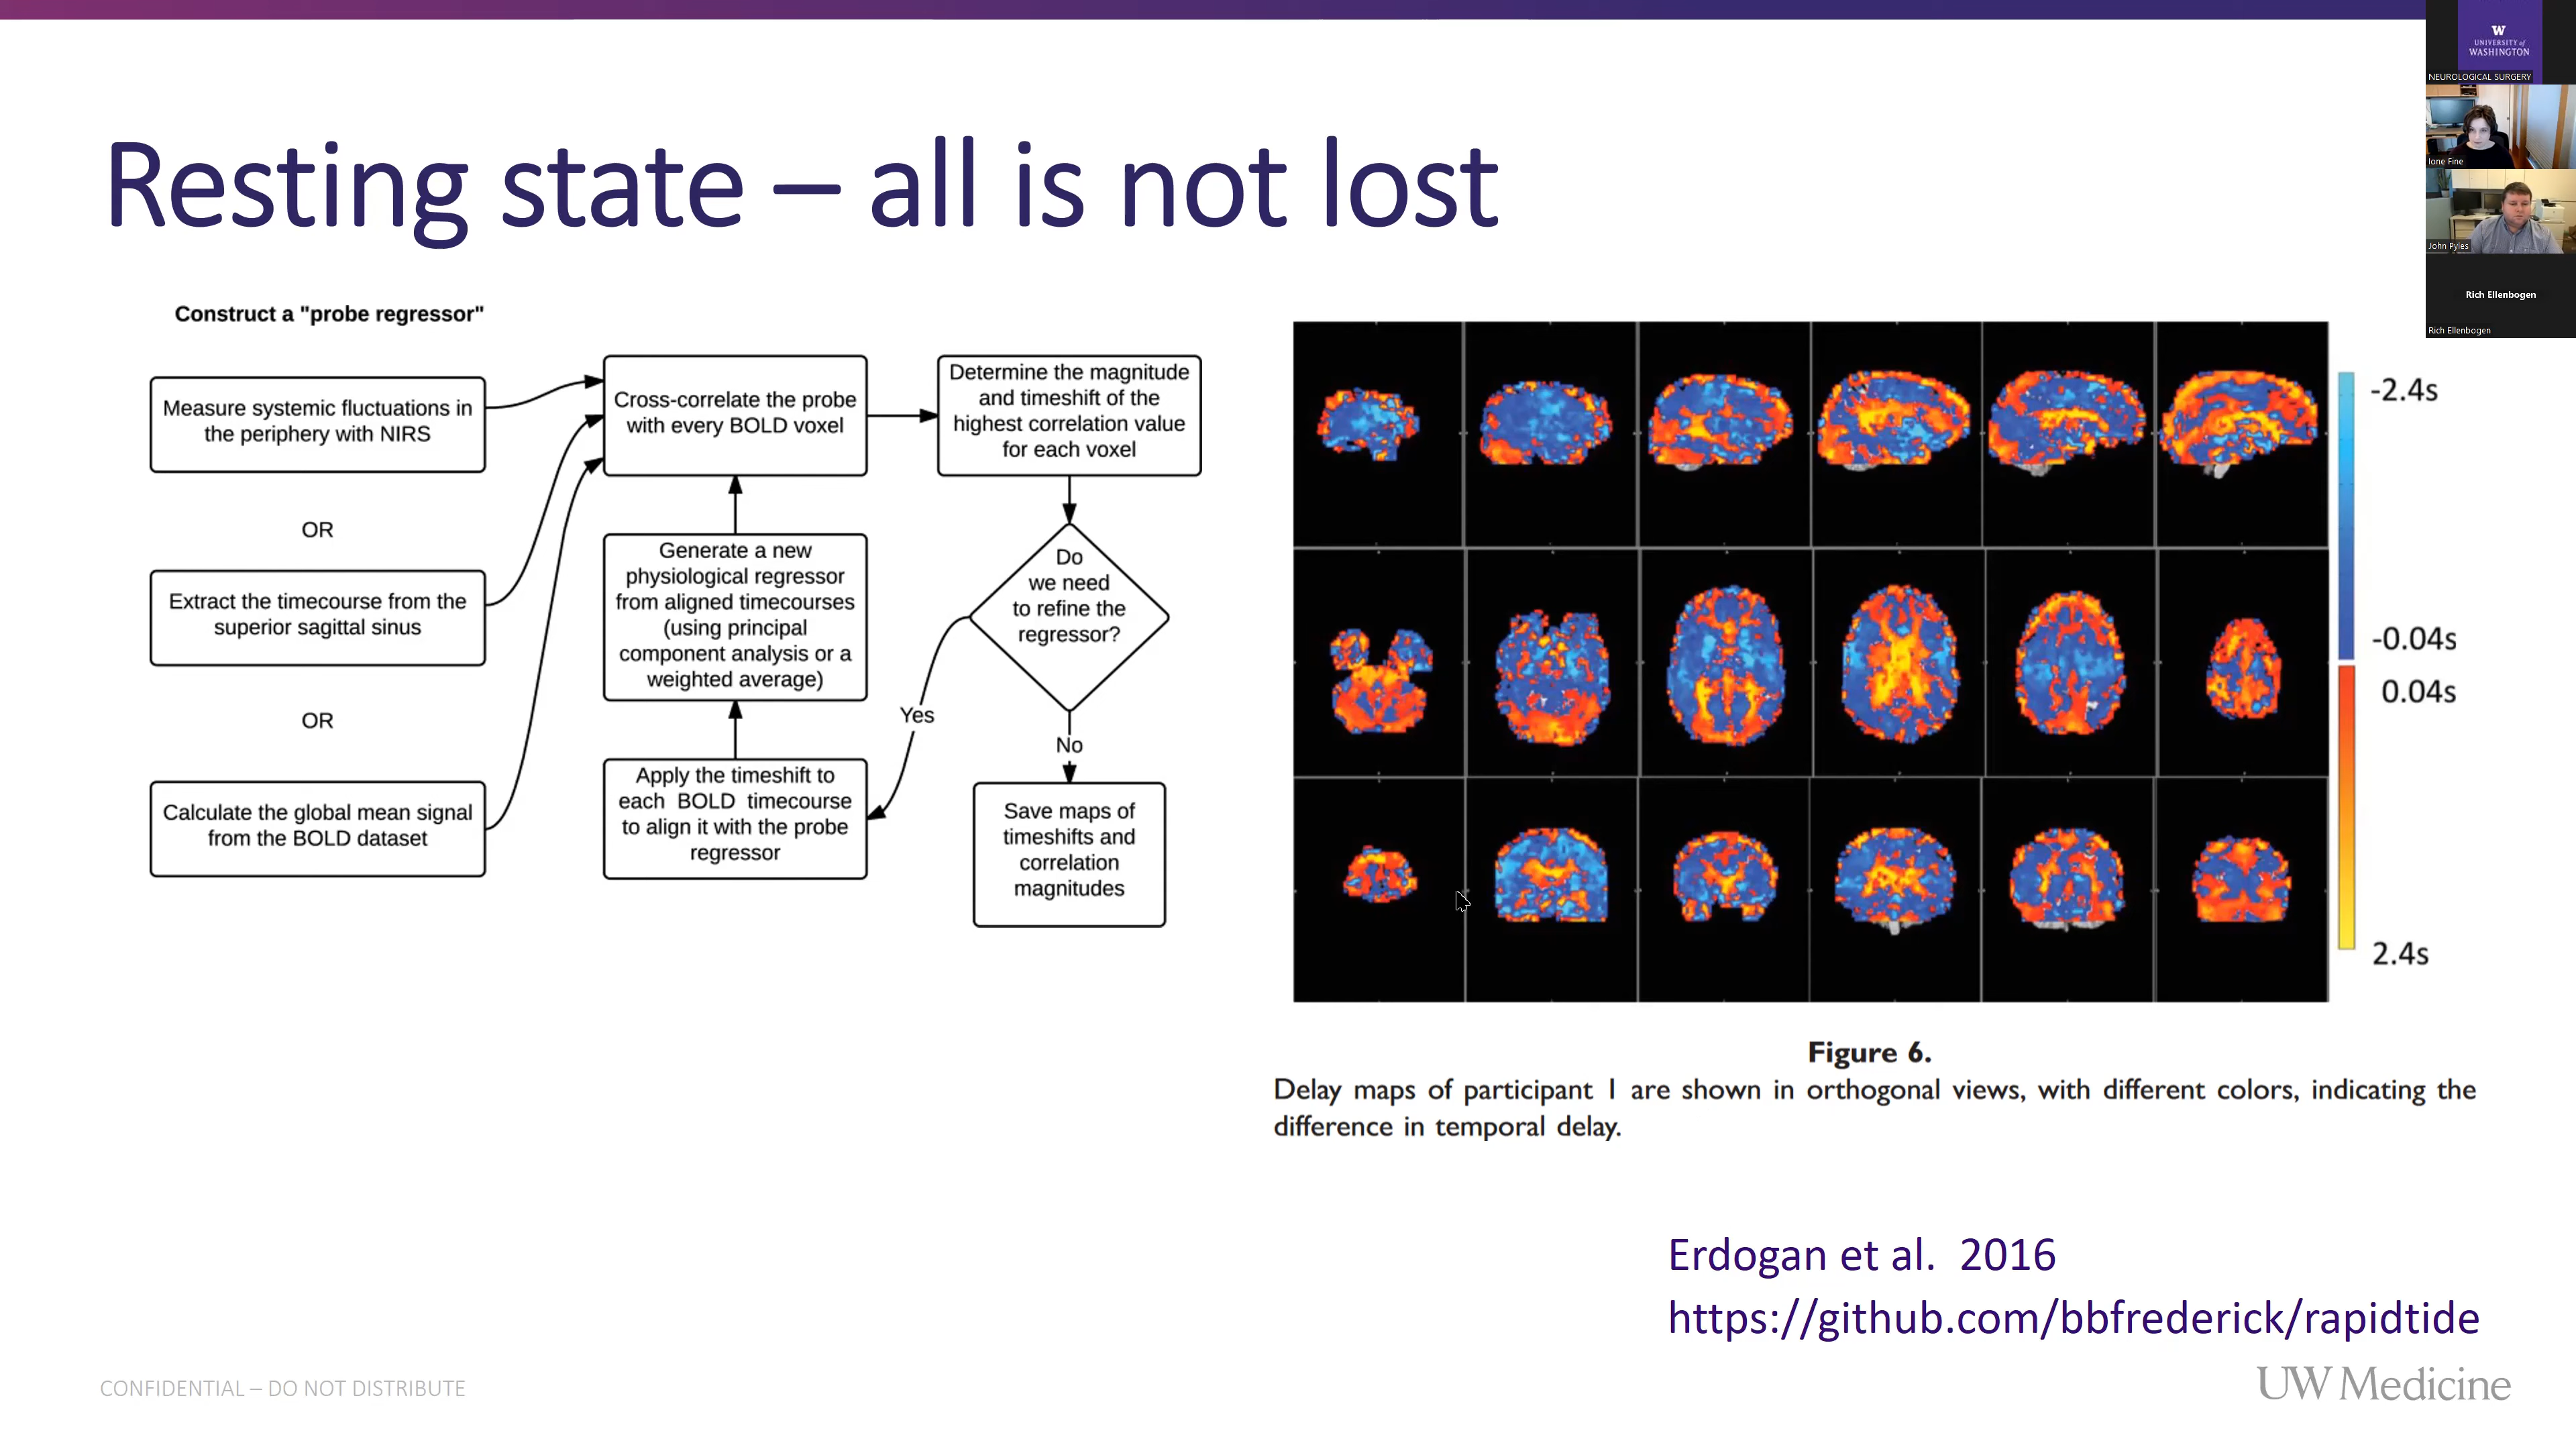 W
UNIVERSITY of
WASHINGTON
NEUROLOGICAL SURGERY
Ione Fine
John Pyles
Rich Ellenbogen
Rich Ellenbogen
Resting state – all is not lost
Construct a "probe regressor"
Measure systemic fluctuations in
the periphery with NIRS
OR
Extract the timecourse from the
superior sagittal sinus
OR
Calculate the global mean signal
from the BOLD dataset
Cross-correlate the probe
with every BOLD voxel
Generate a new
physiological regressor
from aligned timecourses
(using principal
component analysis or a
weighted average)
Apply the timeshift to
each BOLD timecourse
to align it with the probe
regressor
Determine the magnitude
and timeshift of the
highest correlation value
for each voxel
Do
we need
to refine the
regressor?
Yes
No
Save maps of
timeshifts and
correlation
magnitudes
-2.4s
-0.04s
0.04s
2.4s
Figure 6.
Delay maps of participant 1 are shown in orthogonal views, with different colors, indicating the
difference in temporal delay.
Erdogan et al. 2016
https://github.com/bbfrederick/rapidtide
CONFIDENTIAL – DO NOT DISTRIBUTE
UW Medicine